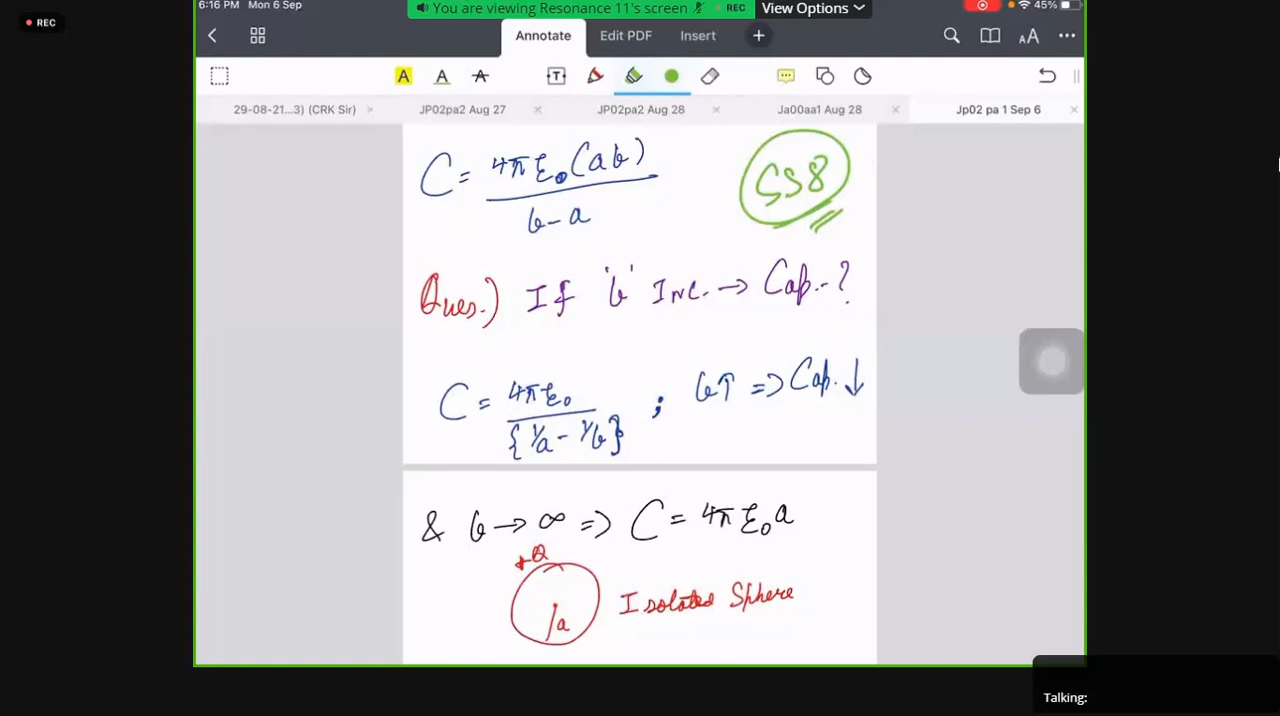 6:16 PM Mon 6 Sep
You are viewing Resonance 11's screen
REC
View Options
45%
REC
Annotate
Edit PDF
Insert
+
AA
A A A
T
29-08-21...3) (CRK Sir)
JP02pa2 Aug 27
JP02pa2 Aug 28
Ja00aa1 Aug 28
Jp02 pa 1 Sep 6
C = 4πε₀(ab) / b - a
SS8
Ques.) If 'b' Inc. → Cap. - ?
C = 4πε₀ / {1/a - 1/b} ; b↑ => Cap. ↓
& b → ∞ => C = 4πε₀a
+Q
a
Isolated Sphere
Talking: